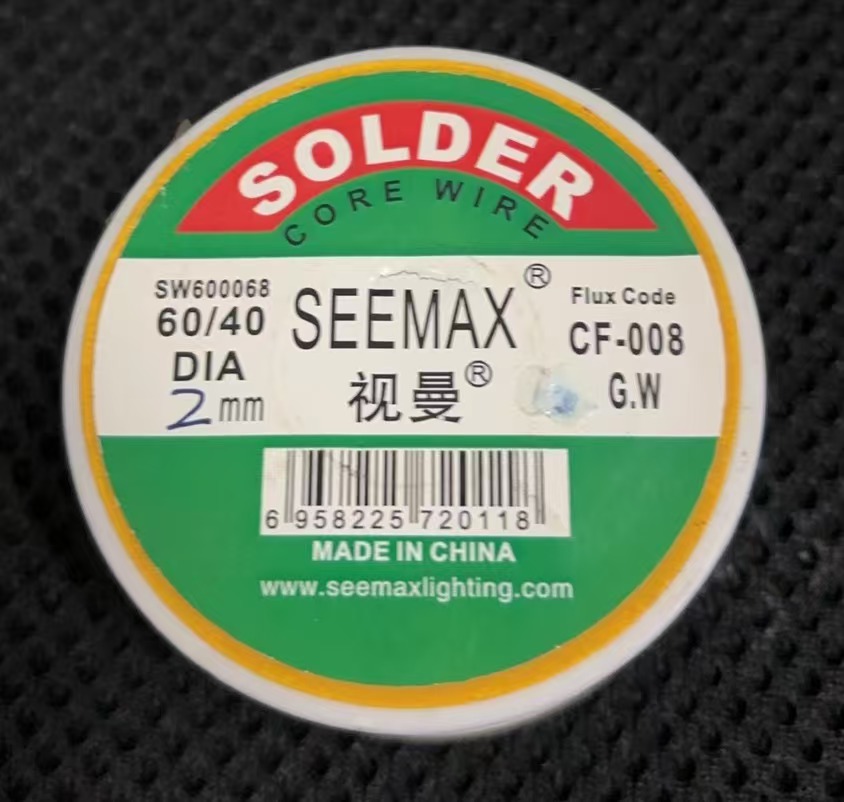 SOLDER
CORE WIRE
SW600068
60/40
DIA
2 mm
SEEMAX®
视曼®
Flux Code
CF-008
G.W
6 958225 720118
MADE IN CHINA
www.seemaxlighting.com